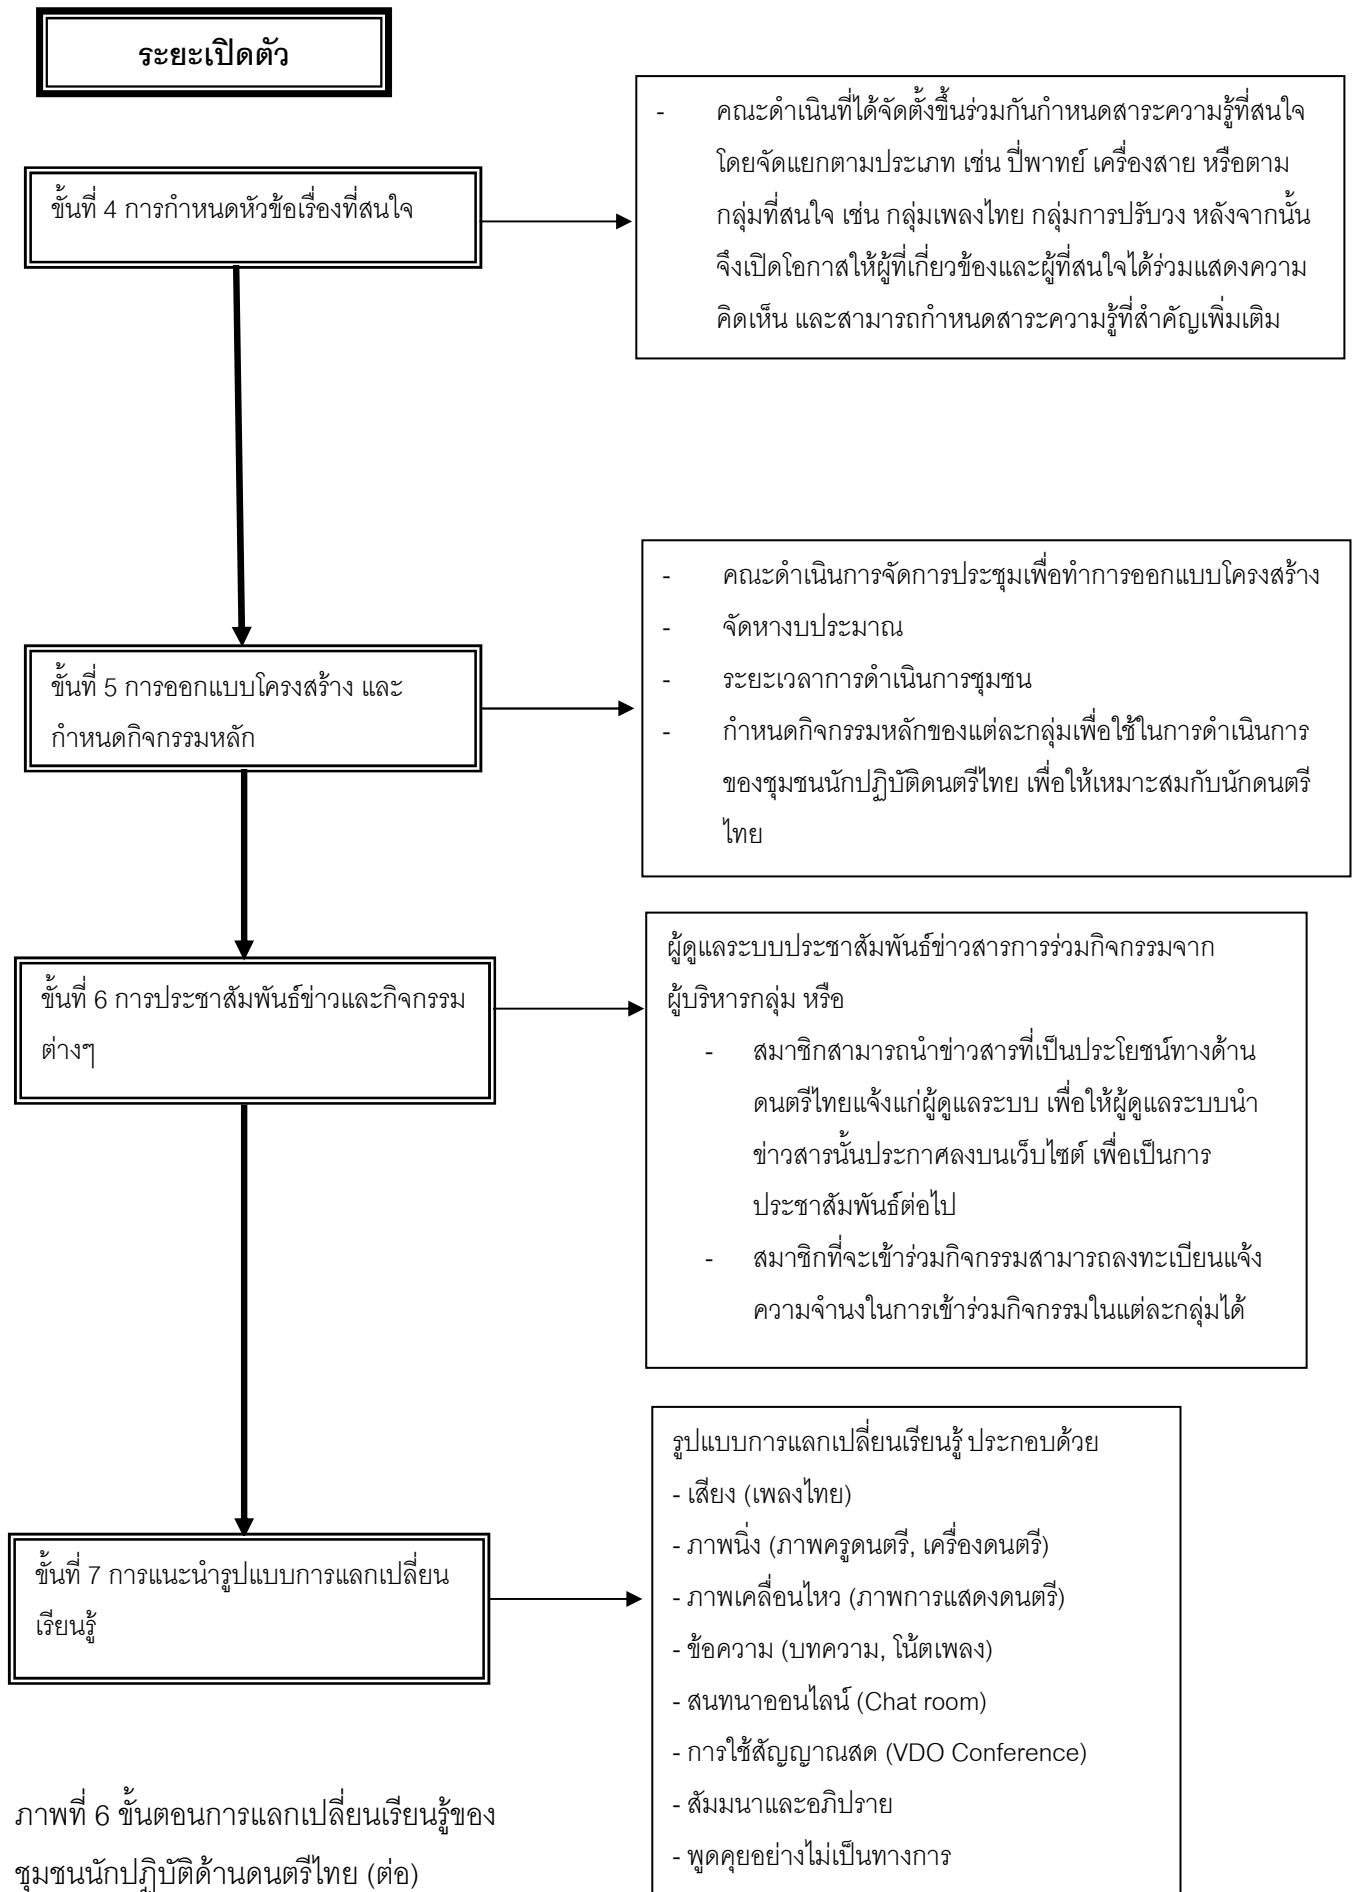 ระยะเปิดตัว
ขั้นที่ 4 การกำหนดหัวข้อเรื่องที่สนใจ
- คณะดำเนินที่ได้จัดตั้งขึ้นร่วมกันกำหนดสาระความรู้ที่สนใจ
โดยจัดแยกตามประเภท เช่น ปี่พาทย์ เครื่องสาย หรือตาม
กลุ่มที่สนใจ เช่น กลุ่มเพลงไทย กลุ่มการปรับวง หลังจากนั้น
จึงเปิดโอกาสให้ผู้ที่เกี่ยวข้องและผู้ที่สนใจได้ร่วมแสดงความ
คิดเห็น และสามารถกำหนดสาระความรู้ที่สำคัญเพิ่มเติม
ขั้นที่ 5 การออกแบบโครงสร้าง และ
กำหนดกิจกรรมหลัก
- คณะดำเนินการจัดการประชุมเพื่อทำการออกแบบโครงสร้าง
- จัดหางบประมาณ
- ระยะเวลาการดำเนินการชุมชน
- กำหนดกิจกรรมหลักของแต่ละกลุ่มเพื่อใช้ในการดำเนินการ
ของชุมชนนักปฏิบัติดนตรีไทย เพื่อให้เหมาะสมกับนักดนตรี
ไทย
ขั้นที่ 6 การประชาสัมพันธ์ข่าวและกิจกรรม
ต่างๆ
ผู้ดูแลระบบประชาสัมพันธ์ข่าวสารการร่วมกิจกรรมจาก
ผู้บริหารกลุ่ม หรือ
- สมาชิกสามารถนำข่าวสารที่เป็นประโยชน์ทางด้าน
ดนตรีไทยแจ้งแก่ผู้ดูแลระบบ เพื่อให้ผู้ดูแลระบบนำ
ข่าวสารนั้นประกาศลงบนเว็บไซต์ เพื่อเป็นการ
ประชาสัมพันธ์ต่อไป
- สมาชิกที่จะเข้าร่วมกิจกรรมสามารถลงทะเบียนแจ้ง
ความจำนงในการเข้าร่วมกิจกรรมในแต่ละกลุ่มได้
ขั้นที่ 7 การแนะนำรูปแบบการแลกเปลี่ยน
เรียนรู้
รูปแบบการแลกเปลี่ยนเรียนรู้ ประกอบด้วย
- เสียง (เพลงไทย)
- ภาพนิ่ง (ภาพครูดนตรี, เครื่องดนตรี)
- ภาพเคลื่อนไหว (ภาพการแสดงดนตรี)
- ข้อความ (บทความ, โน้ตเพลง)
- สนทนาออนไลน์ (Chat room)
- การใช้สัญญาณสด (VDO Conference)
- สัมมนาและอภิปราย
- พูดคุยอย่างไม่เป็นทางการ
ภาพที่ 6 ขั้นตอนการแลกเปลี่ยนเรียนรู้ของ
ชุมชนนักปฏิบัติด้านดนตรีไทย (ต่อ)